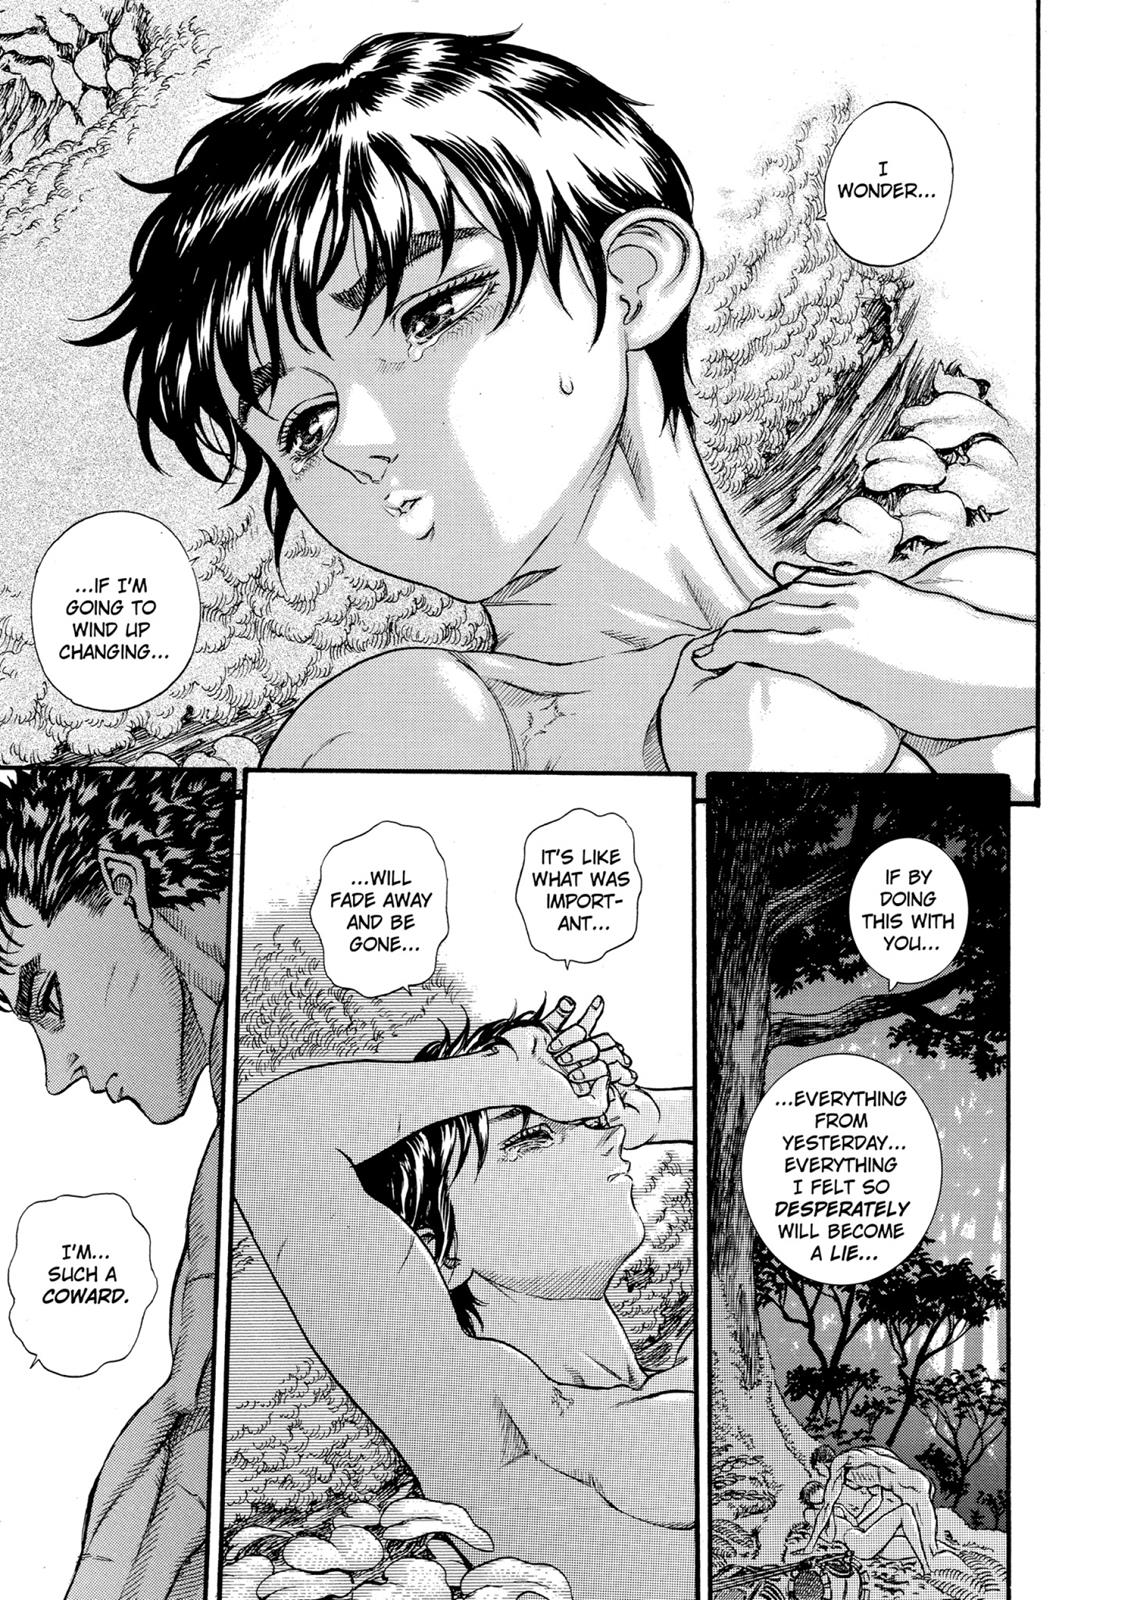 I
WONDER...
...IF I'M
GOING TO
WIND UP
CHANGING...
IF BY
DOING
THIS WITH
YOU...
...EVERYTHING
FROM
YESTERDAY...
EVERYTHING
I FELT SO
DESPERATELY
WILL BECOME
A LIE...
IT'S LIKE
WHAT WAS
IMPORT-
ANT...
...WILL
FADE AWAY
AND BE
GONE...
I'M...
SUCH A
COWARD.